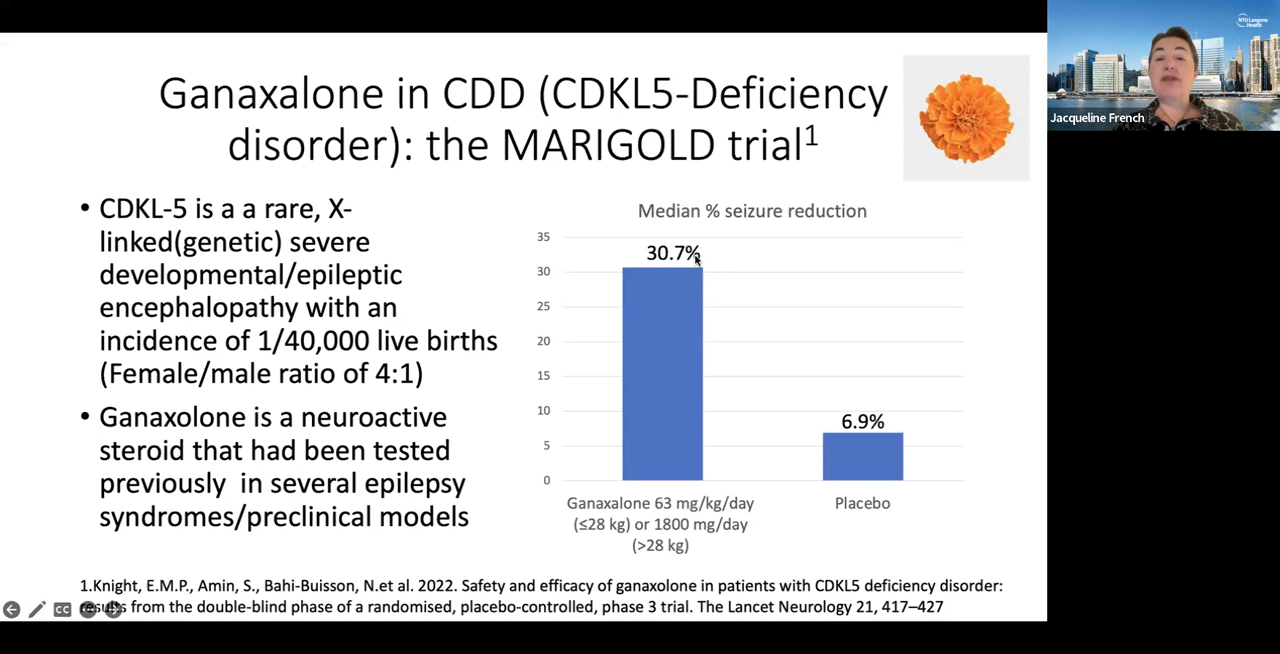 Ganaxalone in CDD (CDKL5-Deficiency
disorder): the MARIGOLD trial1
NYU Langone
Health
Jacqueline French
• CDKL-5 is a a rare, X-
linked(genetic) severe
developmental/epileptic
encephalopathy with an
incidence of 1/40,000 live births
(Female/male ratio of 4:1)
• Ganaxolone is a neuroactive
steroid that had been tested
previously in several epilepsy
syndromes/preclinical models
Median % seizure reduction
35
30
25
20
15
10
5
0
30.7%
6.9%
Ganaxalone 63 mg/kg/day
(≤28 kg) or 1800 mg/day
(>28 kg)
Placebo
1.Knight, E.M.P., Amin, S., Bahi-Buisson, N.et al. 2022. Safety and efficacy of ganaxolone in patients with CDKL5 deficiency disorder:
results from the double-blind phase of a randomised, placebo-controlled, phase 3 trial. The Lancet Neurology 21, 417–427
CC